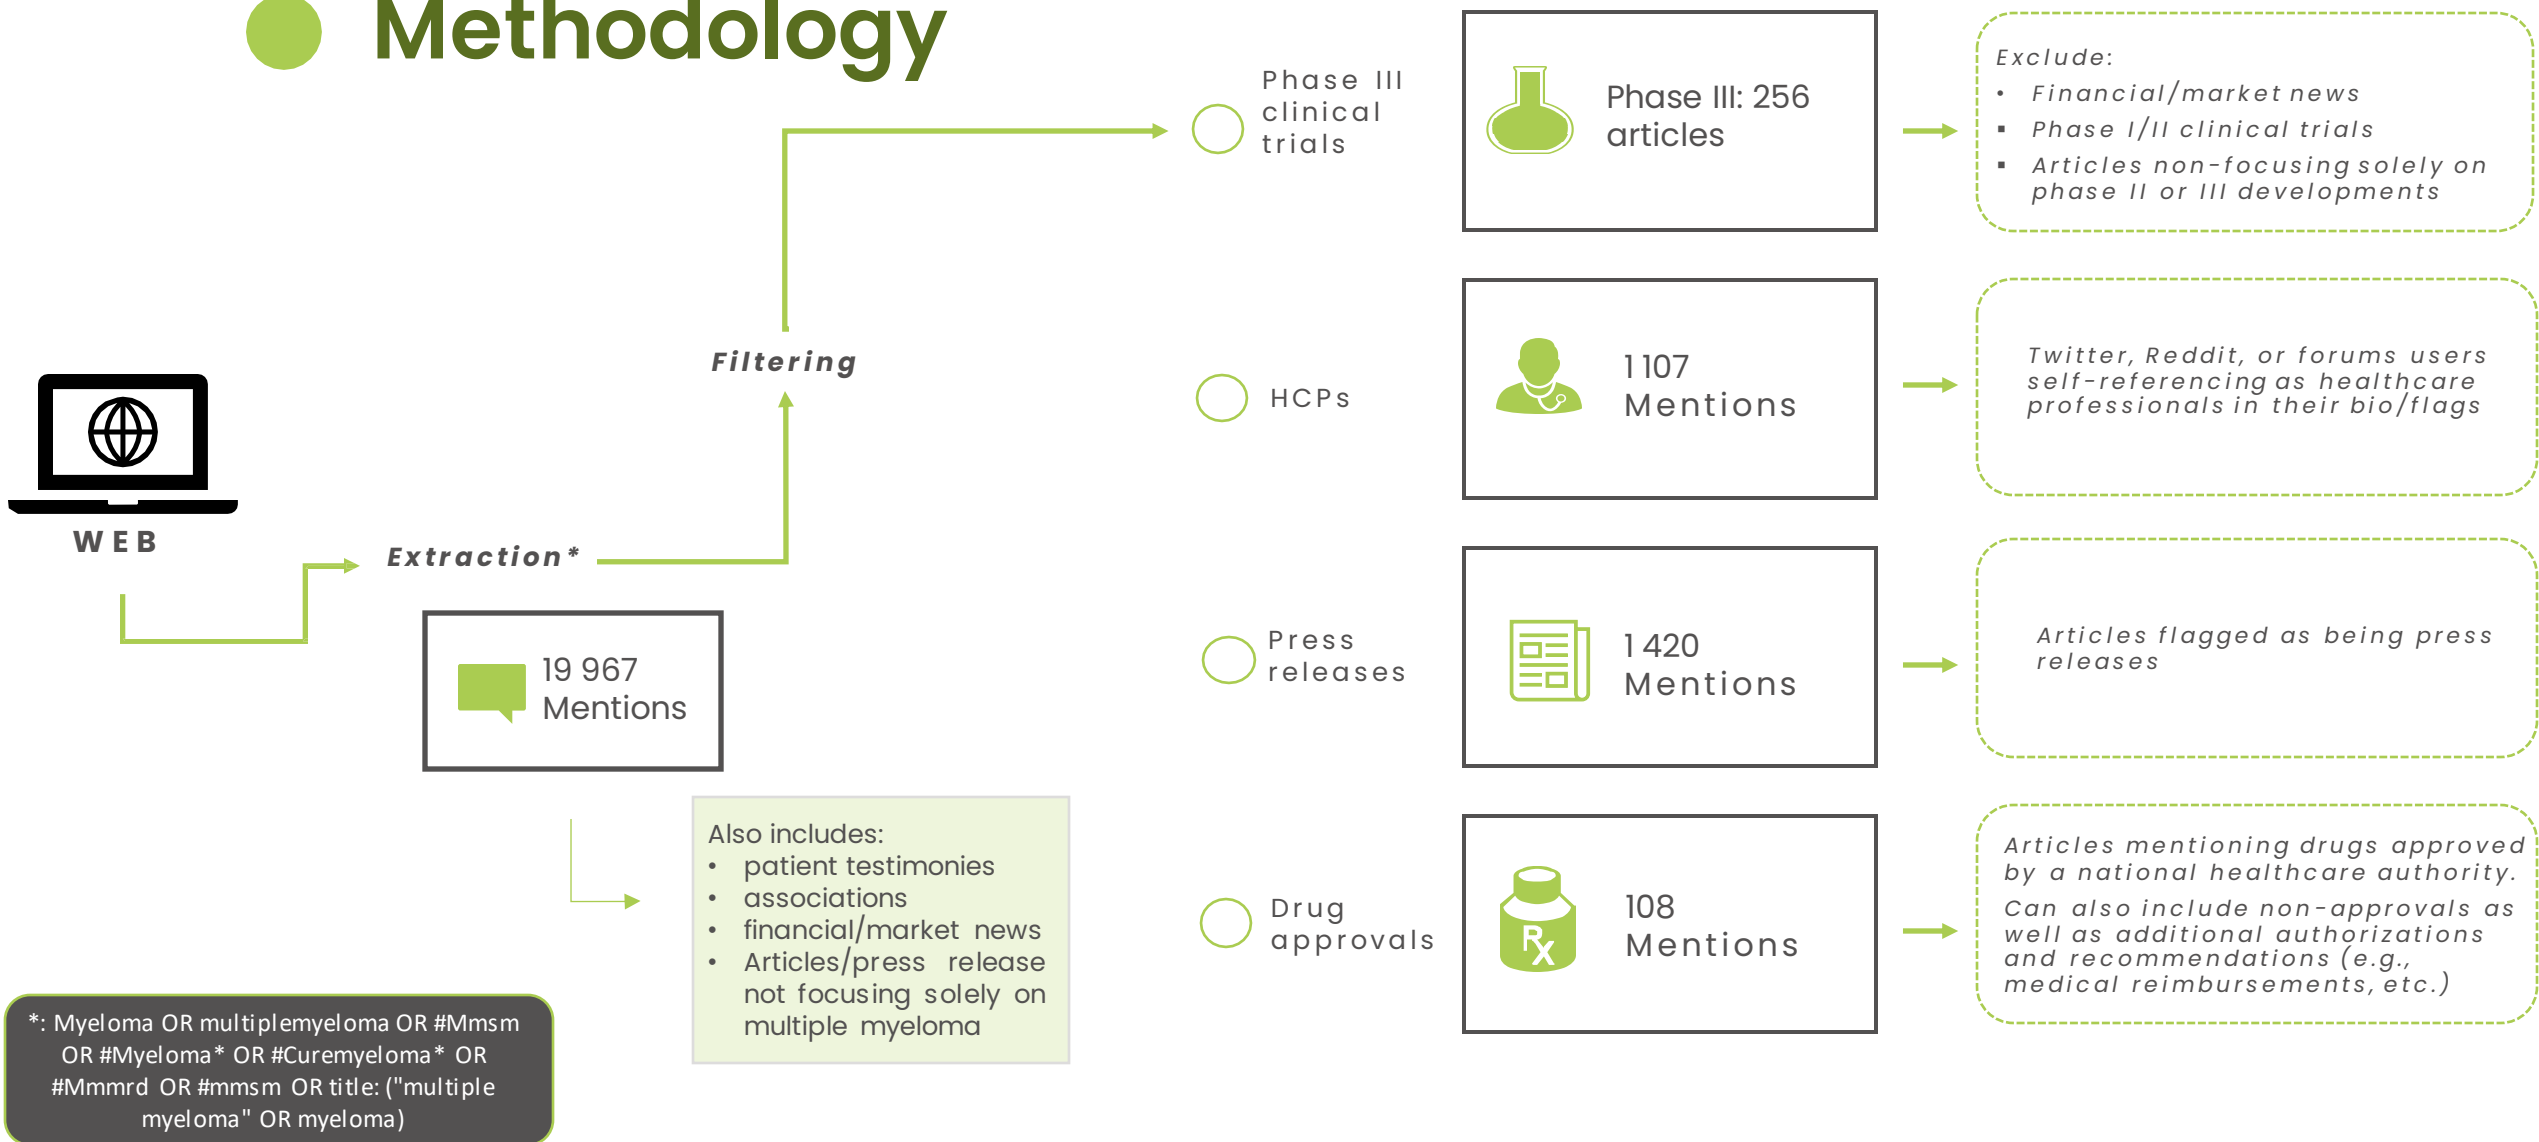 Methodology
WEB
Extraction*
19 967
Mentions
Also includes:
• patient testimonies
• associations
• financial/market news
• Articles/press release
not focusing solely on
multiple myeloma
*: Myeloma OR multiplemyeloma OR #Mmsm
OR #Myeloma* OR #Curemyeloma* OR
#Mmmrd OR #mmsm OR title: ("multiple
myeloma" OR myeloma)
Filtering
Phase III
clinical
trials
Phase III: 256
articles
Exclude:
• Financial/market news
▪ Phase I/II clinical trials
▪ Articles non-focusing solely on
phase II or III developments
HCPs
1 107
Mentions
Twitter, Reddit, or forums users
self-referencing as healthcare
professionals in their bio/flags
Press
releases
1 420
Mentions
Articles flagged as being press
releases
Drug
approvals
Rx
108
Mentions
Articles mentioning drugs approved
by a national healthcare authority.
Can also include non-approvals as
well as additional authorizations
and recommendations (e.g.,
medical reimbursements, etc.)